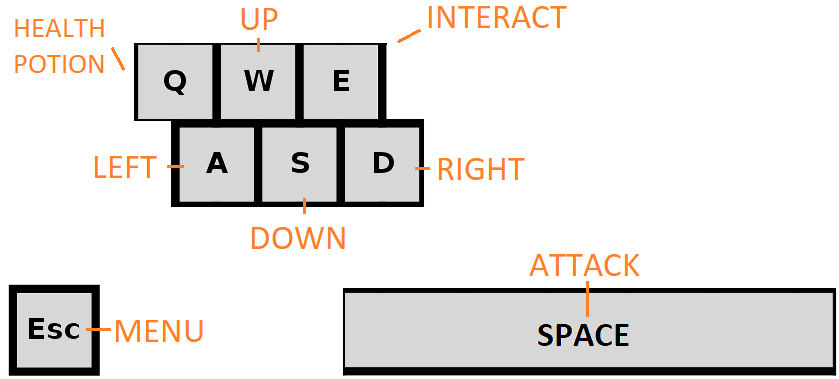 HEALTH
POTION
UP
INTERACT
Q W E
LEFT
A S D
RIGHT
DOWN
ATTACK
Esc
MENU
SPACE